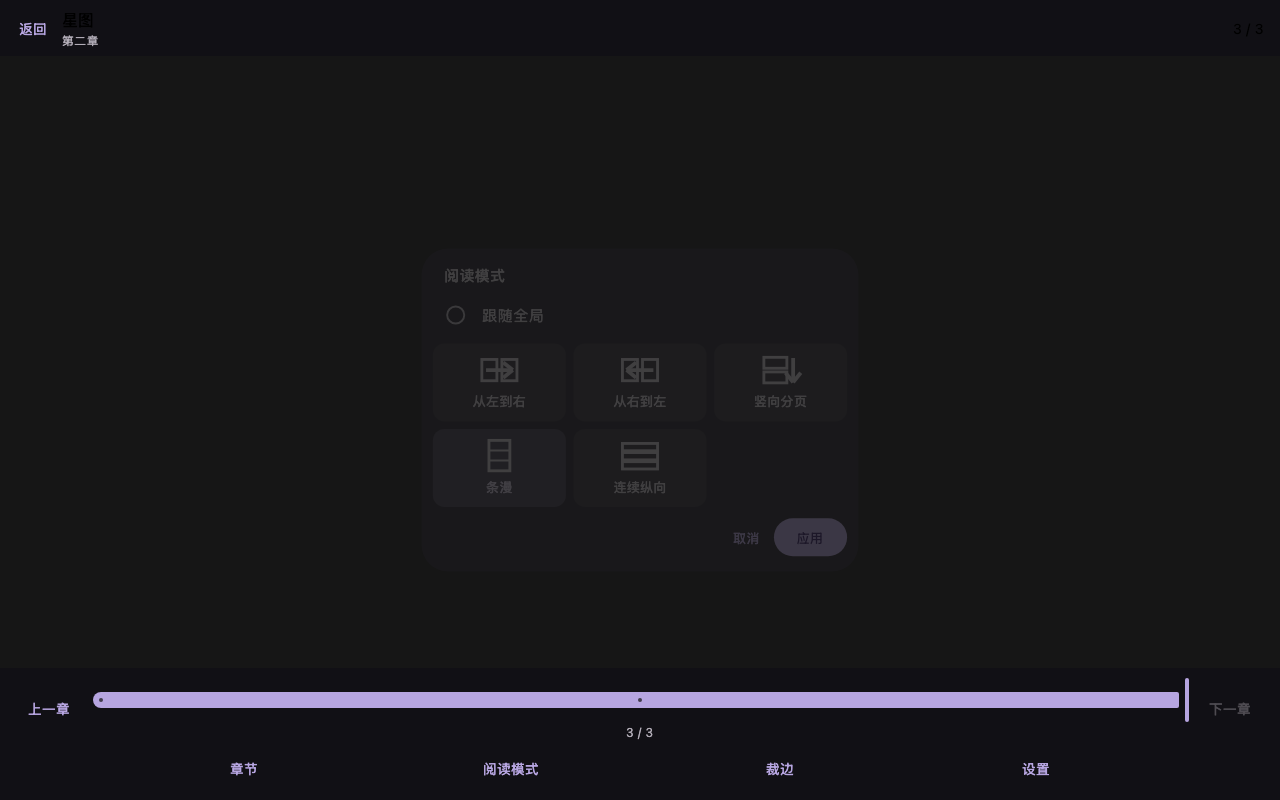 返回
星图
第二章
3 / 3
阅读模式
跟随全局
从左到右
从右到左
竖向分页
条漫
连续纵向
取消
应用
上一章
下一章
3 / 3
章节
阅读模式
裁边
设置